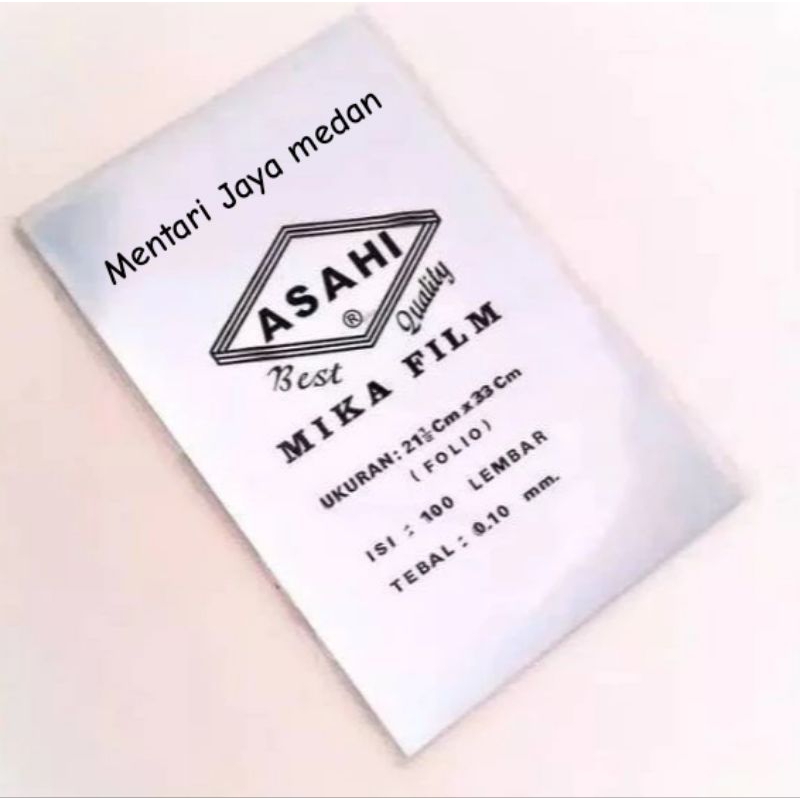 Mentari Jaya medan
ASAHI
®
Best Quality
MIKA FILM
UKURAN: 21½ Cm x 33 Cm
( FOLIO )
ISI : 100 LEMBAR
TEBAL : 0.10 mm.